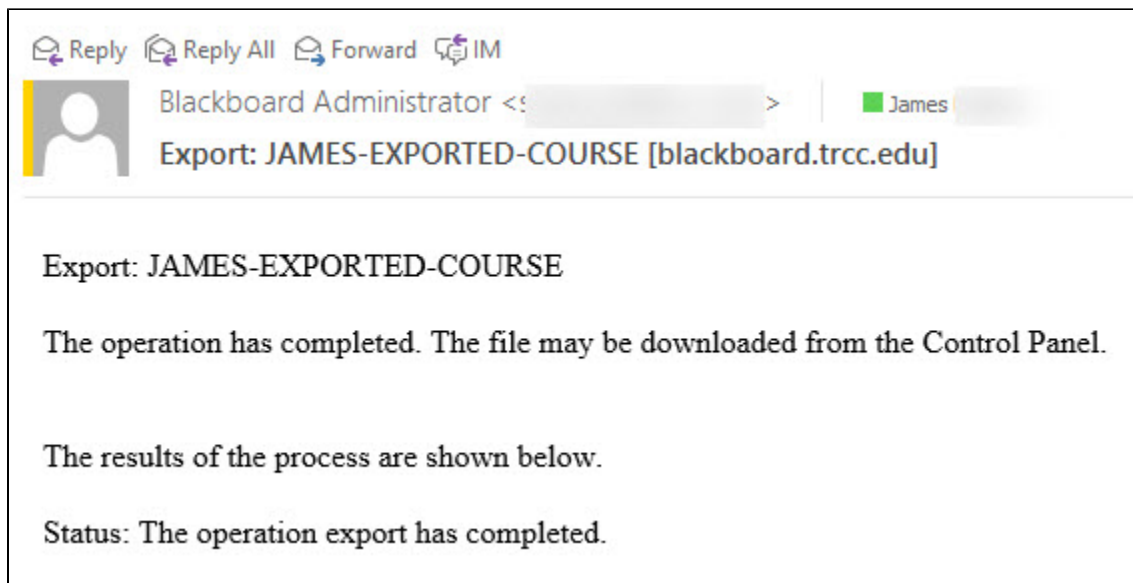 Reply Reply All Forward IM
Blackboard Administrator < > James
Export: JAMES-EXPORTED-COURSE [blackboard.trcc.edu]
Export: JAMES-EXPORTED-COURSE
The operation has completed. The file may be downloaded from the Control Panel.
The results of the process are shown below.
Status: The operation export has completed.